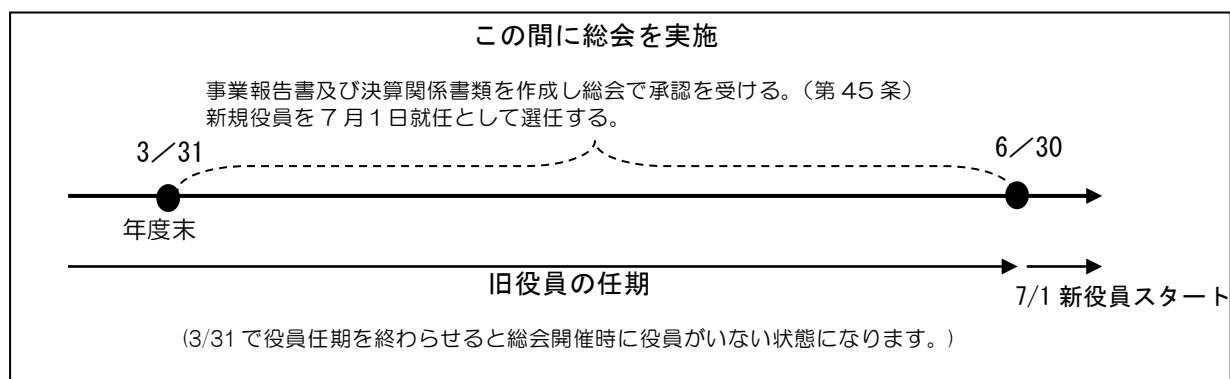 この間に総会を実施
事業報告書及び決算関係書類を作成し総会で承認を受ける。（第 45 条）
新規役員を 7 月 1 日就任として選任する。
3／31
6／30
年度末
旧役員の任期
7/1 新役員スタート
(3/31 で役員任期を終わらせると総会開催時に役員がいない状態になります。)